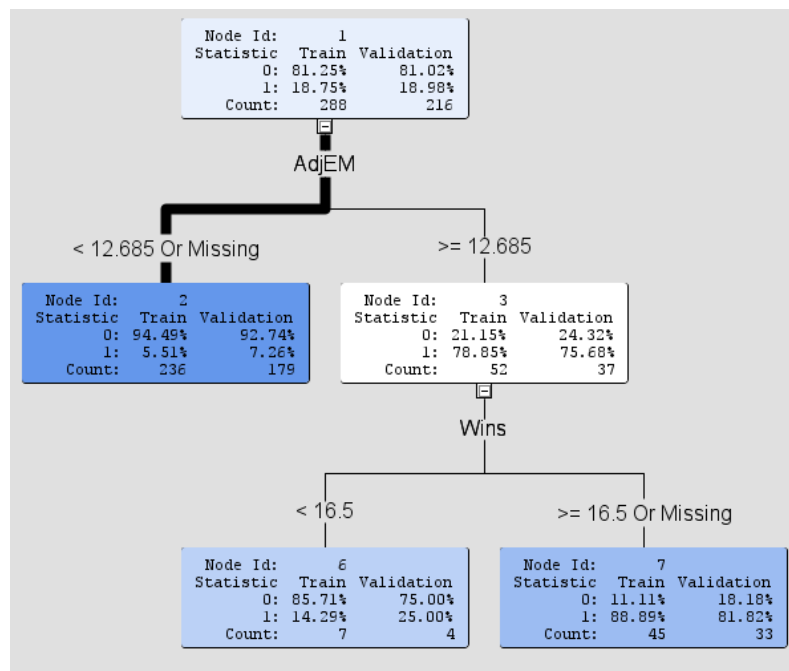 Node Id: 1
Statistic Train Validation
0: 81.25% 81.02%
1: 18.75% 18.98%
Count: 288 216
AdjEM
< 12.685 Or Missing
>= 12.685
Node Id: 2
Statistic Train Validation
0: 94.49% 92.74%
1: 5.51% 7.26%
Count: 236 179
Node Id: 3
Statistic Train Validation
0: 21.15% 24.32%
1: 78.85% 75.68%
Count: 52 37
Wins
< 16.5
>= 16.5 Or Missing
Node Id: 6
Statistic Train Validation
0: 85.71% 75.00%
1: 14.29% 25.00%
Count: 7 4
Node Id: 7
Statistic Train Validation
0: 11.11% 18.18%
1: 88.89% 81.82%
Count: 45 33